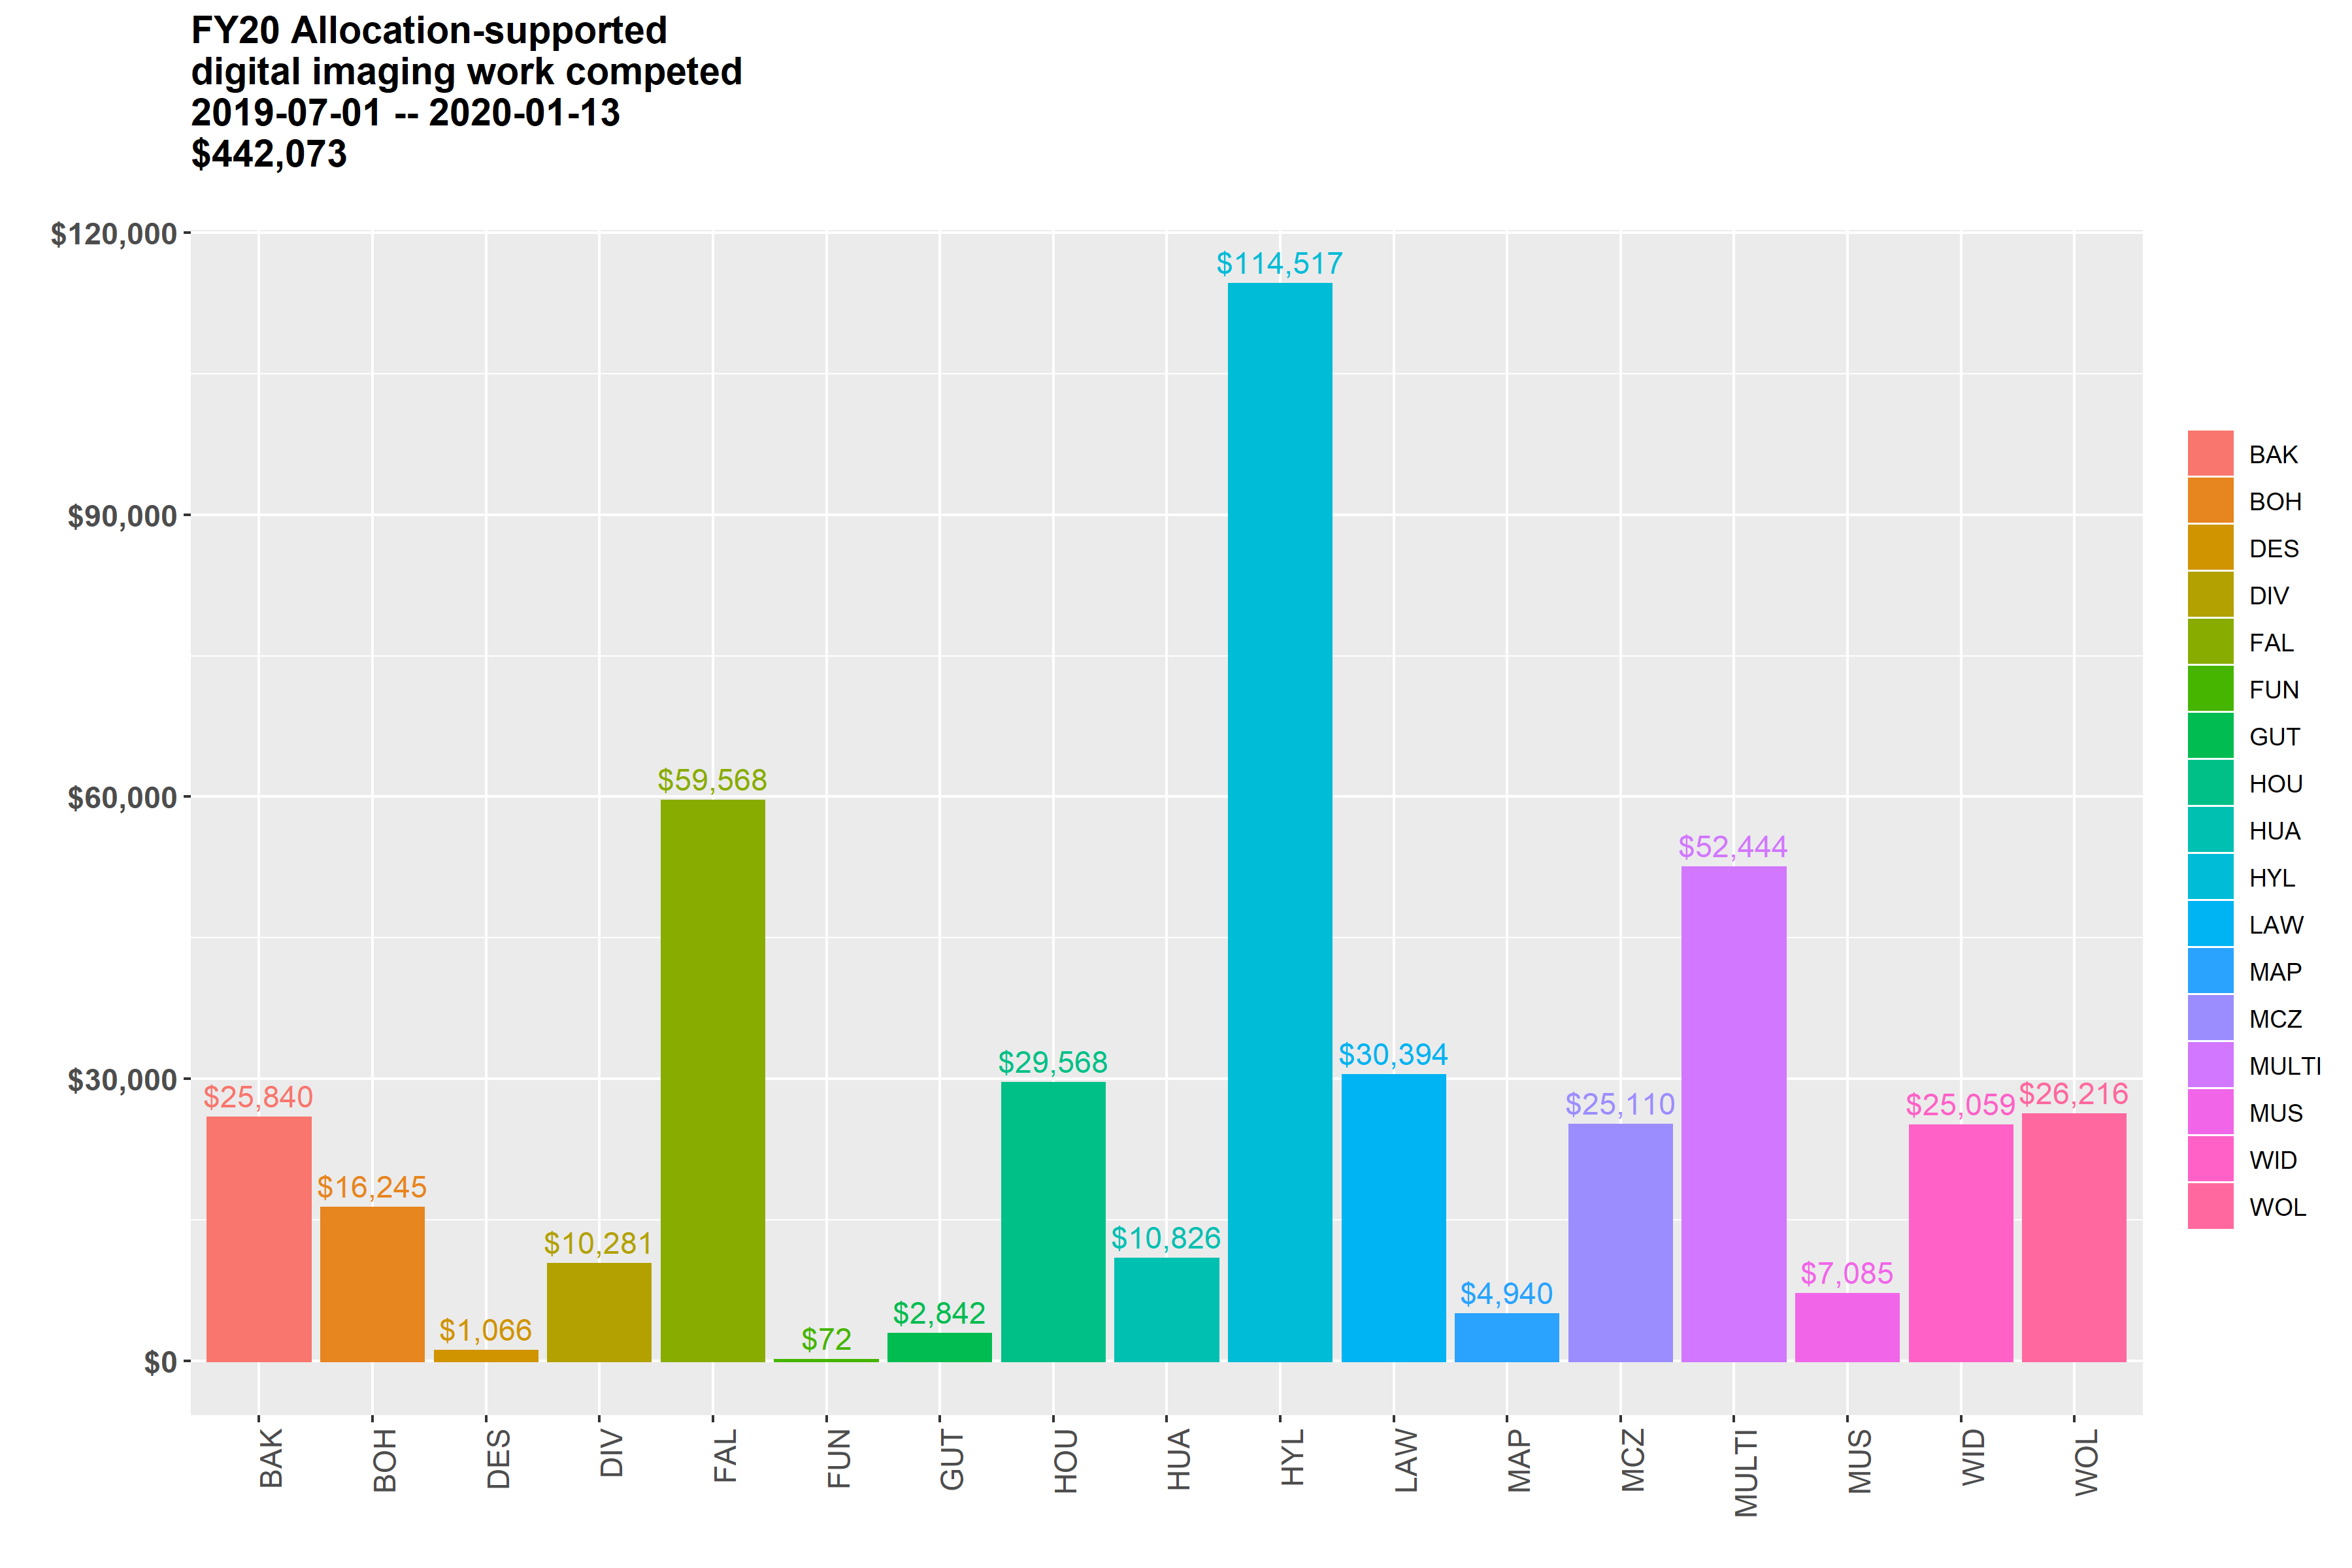 FY20 Allocation-supported
digital imaging work competed
2019-07-01 -- 2020-01-13
$442,073
$120,000
$90,000
$60,000
$30,000
$0
$25,840
$16,245
$1,066
$10,281
$59,568
$72
$2,842
$29,568
$10,826
$114,517
$30,394
$4,940
$25,110
$52,444
$7,085
$25,059
$26,216
BAK
BOH
DES
DIV
FAL
FUN
GUT
HOU
HUA
HYL
LAW
MAP
MCZ
MULTI
MUS
WID
WOL
BAK
BOH
DES
DIV
FAL
FUN
GUT
HOU
HUA
HYL
LAW
MAP
MCZ
MULTI
MUS
WID
WOL